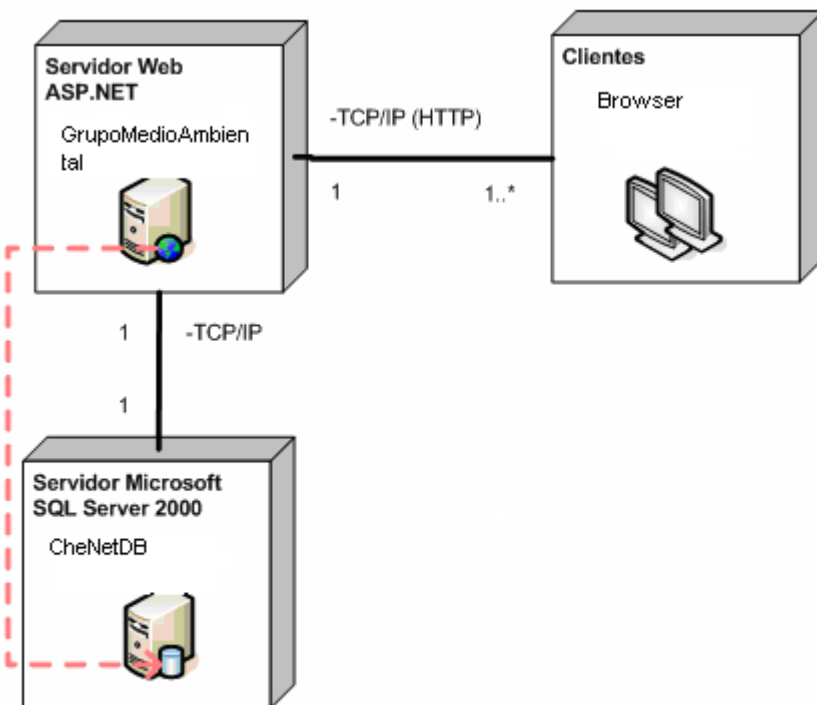 Servidor Web
ASP.NET
GrupoMedioAmbien
tal
-TCP/IP (HTTP)
1
1..*
Clientes
Browser
1
-TCP/IP
1
Servidor Microsoft
SQL Server 2000
CheNetDB